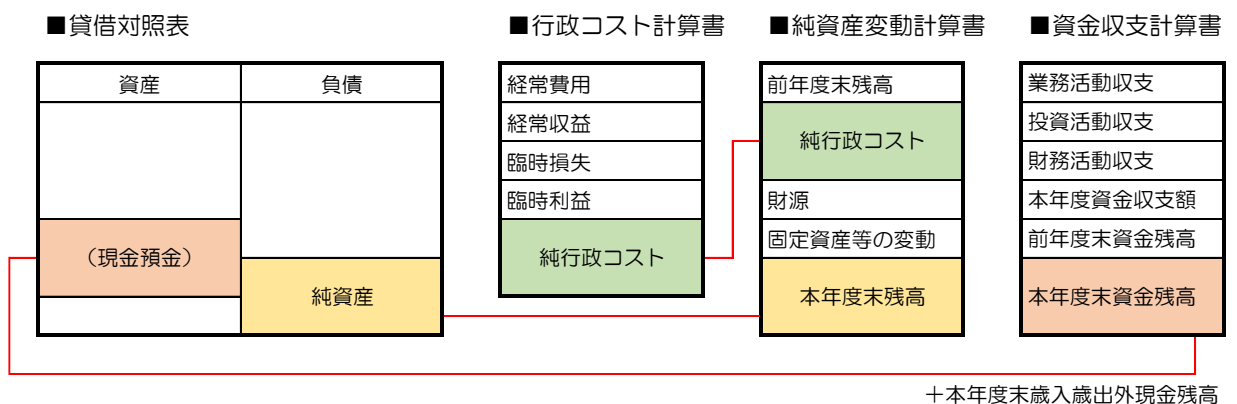 ■貸借対照表
資産
負債
（現金預金）
純資産
■行政コスト計算書
経常費用
経常収益
臨時損失
臨時利益
純行政コスト
■純資産変動計算書
前年度末残高
純行政コスト
財源
固定資産等の変動
本年度末残高
■資金収支計算書
業務活動収支
投資活動収支
財務活動収支
本年度資金収支額
前年度末資金残高
本年度末資金残高
＋本年度末歳入歳出外現金残高